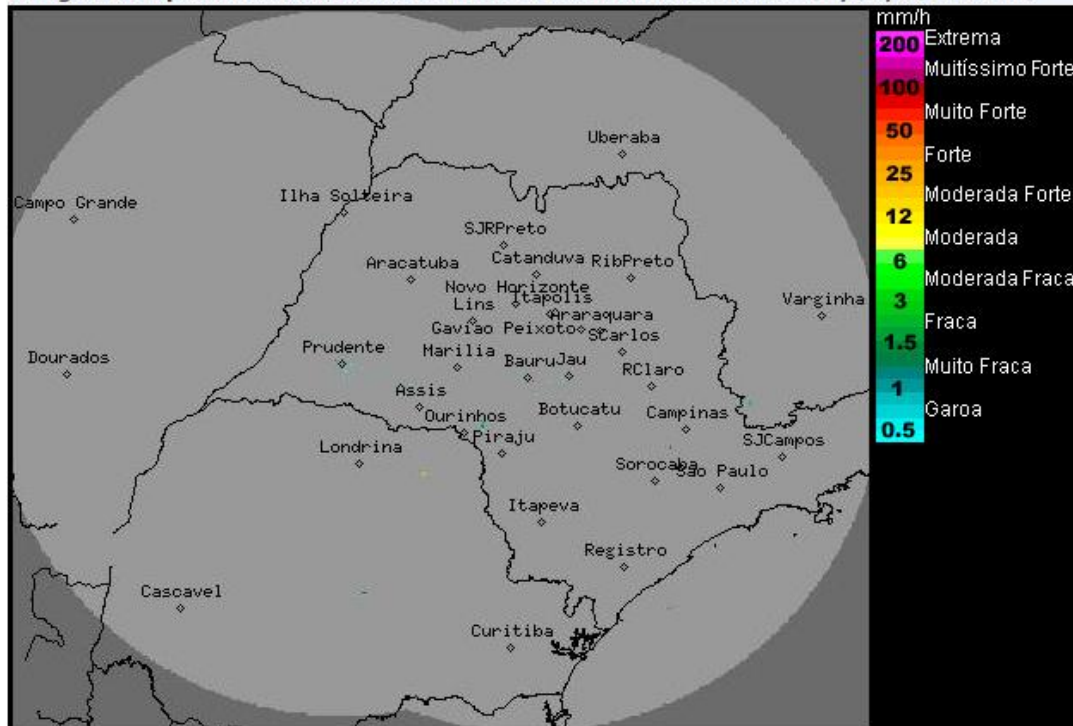 mm/h
200 Extrema
Muitíssimo Forte
100
Muito Forte
50
Forte
25
Moderada Forte
12
Moderada
6
Moderada Fraca
3
Fraca
1.5
Muito Fraca
1
Garoa
0.5
Uberaba
Campo Grande
Ilha Solteira
SJRPreto
Aracatuba
Catanduva
RibPreto
Novo Horizonte
Lins
Itapolis
Araraquara
Varginha
Gaviao Peixoto
SCarlos
Dourados
Prudente
Marilia
Bauru
Jau
RClaro
Assis
Ourinhos
Botucatu
Campinas
Piraju
Londrina
SJCampos
Sorocaba
Sao Paulo
Itapeva
Registro
Cascavel
Curitiba